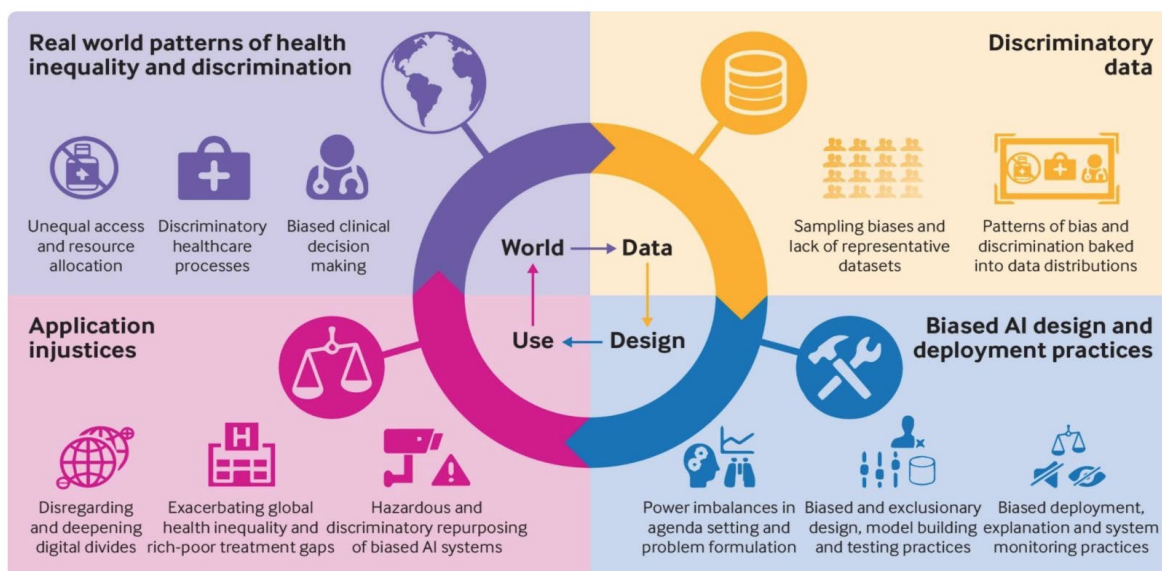 Real world patterns of health
inequality and discrimination
Unequal access
and resource
allocation
Discriminatory
healthcare
processes
Biased clinical
decision
making
Discriminatory
data
Sampling biases and
lack of representative
datasets
Patterns of bias and
discrimination baked
into data distributions
World
Data
Use
Design
Application
injustices
H
Disregarding
and deepening
digital divides
Exacerbating global
health inequality and
rich-poor treatment gaps
Hazardous and
discriminatory repurposing
of biased AI systems
Biased AI design and
deployment practices
Power imbalances in
agenda setting and
problem formulation
Biased and exclusionary
design, model building
and testing practices
Biased deployment,
explanation and system
monitoring practices